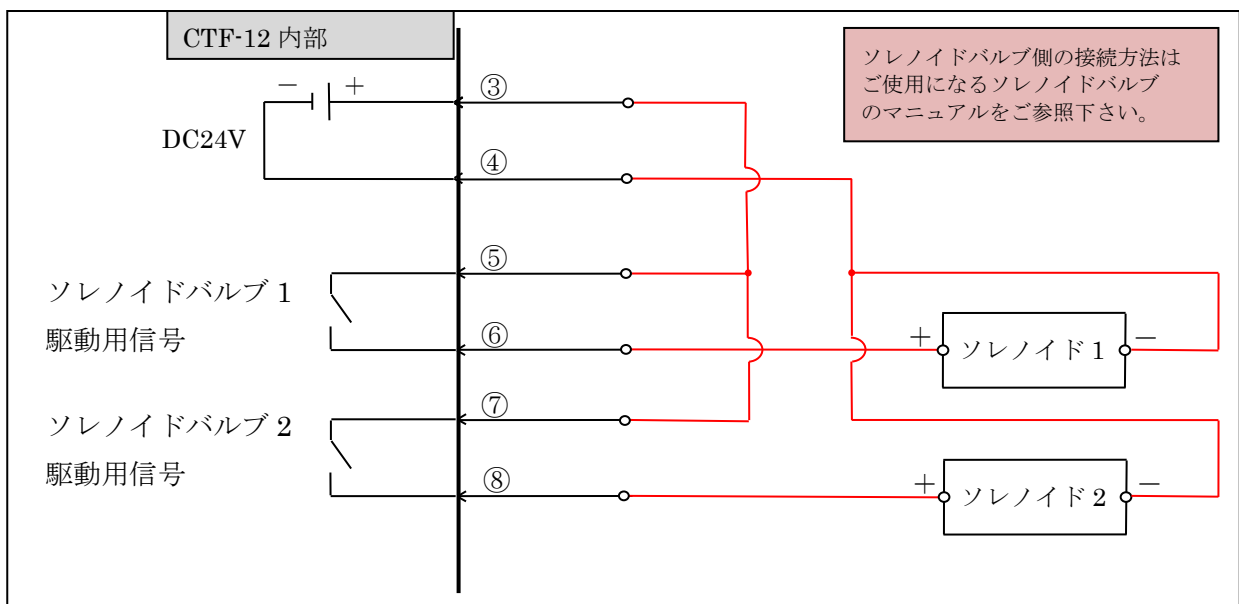 CTF-12 内部
ソレノイドバルブ側の接続方法は
ご使用になるソレノイドバルブ
のマニュアルをご参照下さい。
－ ＋ ③
DC24V
④
⑤
ソレノイドバルブ 1
駆動用信号
⑥
＋ ソレノイド 1 －
⑦
ソレノイドバルブ 2
駆動用信号
⑧
＋ ソレノイド 2 －